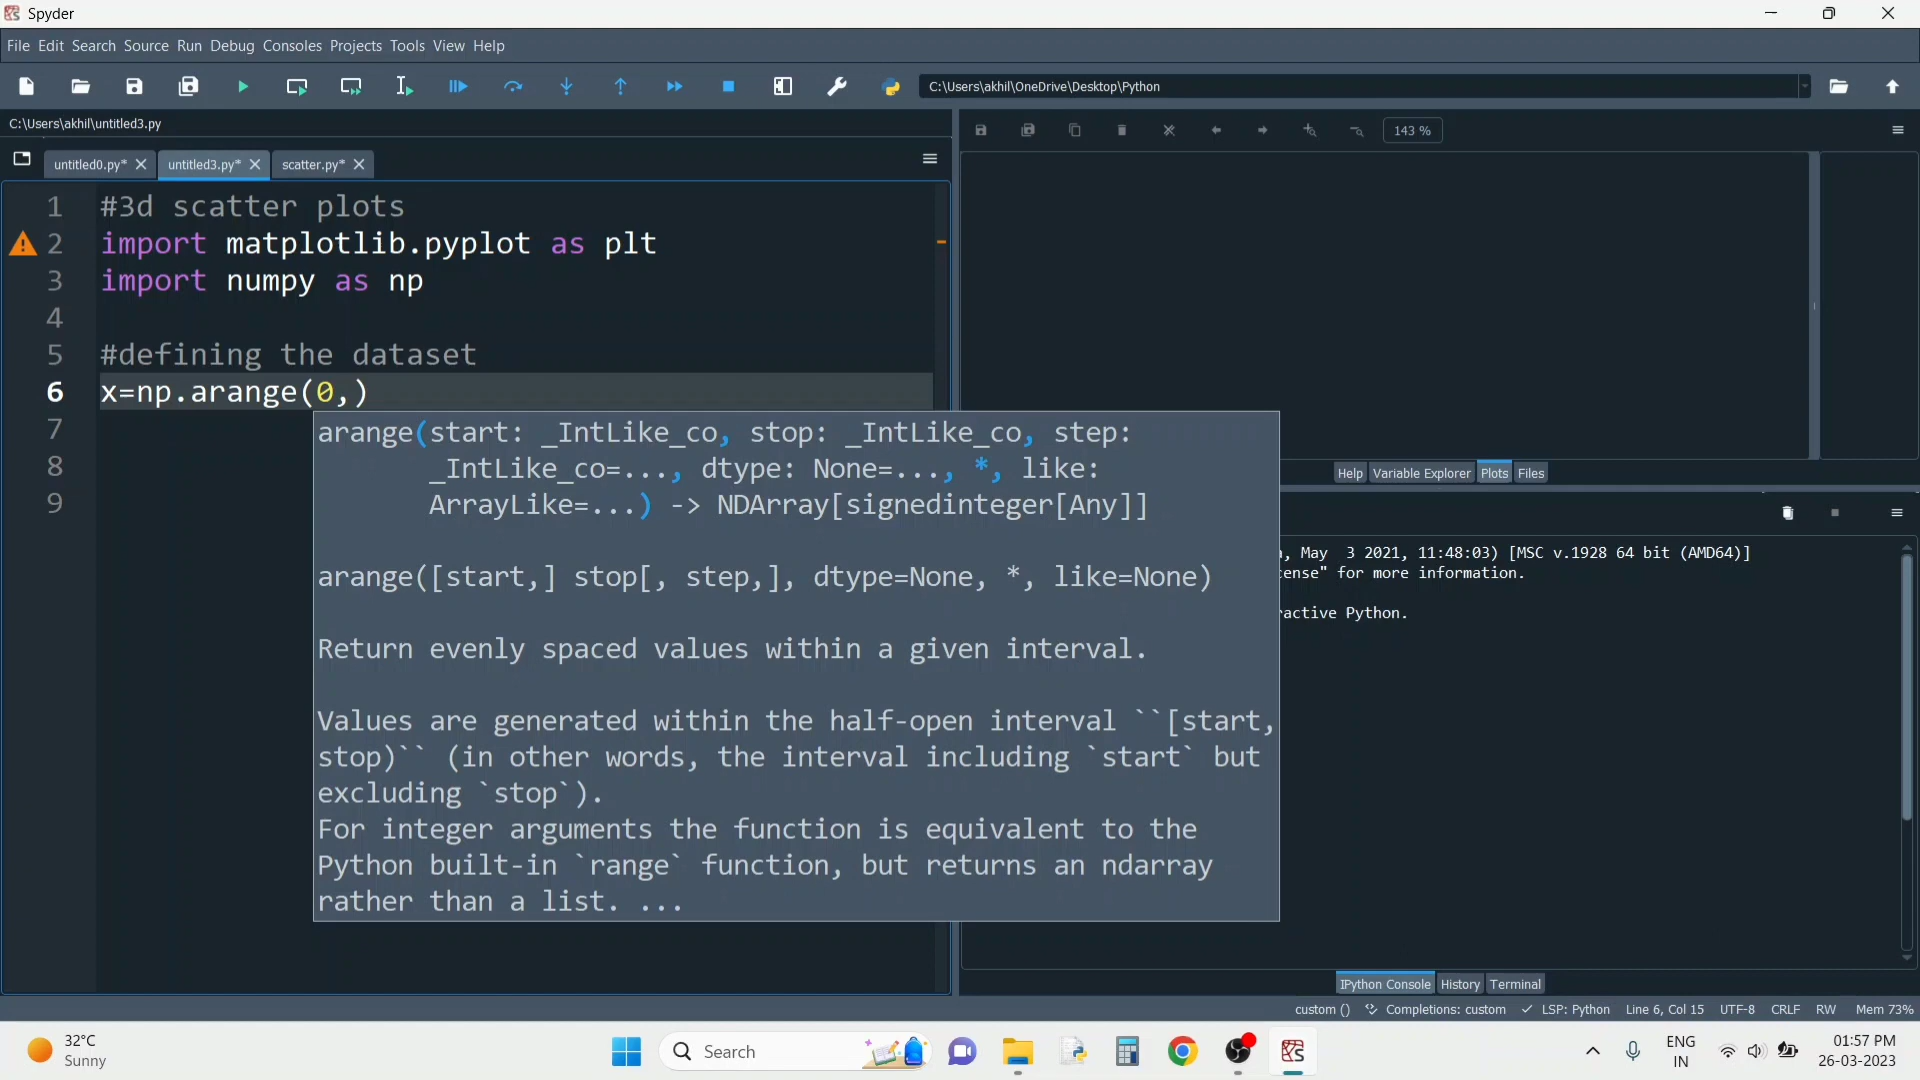 Spyder
File Edit Search Source Run Debug Consoles Projects Tools View Help
C:\Users\akhil\OneDrive\Desktop\Python
C:\Users\akhil\untitled3.py
143 %
untitled0.py* untitled3.py* scatter.py*
1 #3d scatter plots
2 import matplotlib.pyplot as plt
3 import numpy as np
4
5 #defining the dataset
6 x=np.arange(0,)
7
8
9
arange(start: _IntLike_co, stop: _IntLike_co, step:
_IntLike_co=..., dtype: None=..., *, like:
ArrayLike=...) -> NDArray[signedinteger[Any]]
arange([start,] stop[, step,], dtype=None, *, like=None)
Return evenly spaced values within a given interval.
Values are generated within the half-open interval ``[start,
stop)`` (in other words, the interval including `start` but
excluding `stop`).
For integer arguments the function is equivalent to the
Python built-in `range` function, but returns an ndarray
rather than a list. ...
Help Variable Explorer Plots Files
, May 3 2021, 11:48:03) [MSC v.1928 64 bit (AMD64)]
ense" for more information.
active Python.
IPython Console History Terminal
custom () Completions: custom LSP: Python Line 6, Col 15 UTF-8 CRLF RW Mem 73%
32°C
Sunny
Search
ENG
IN
01:57 PM
26-03-2023